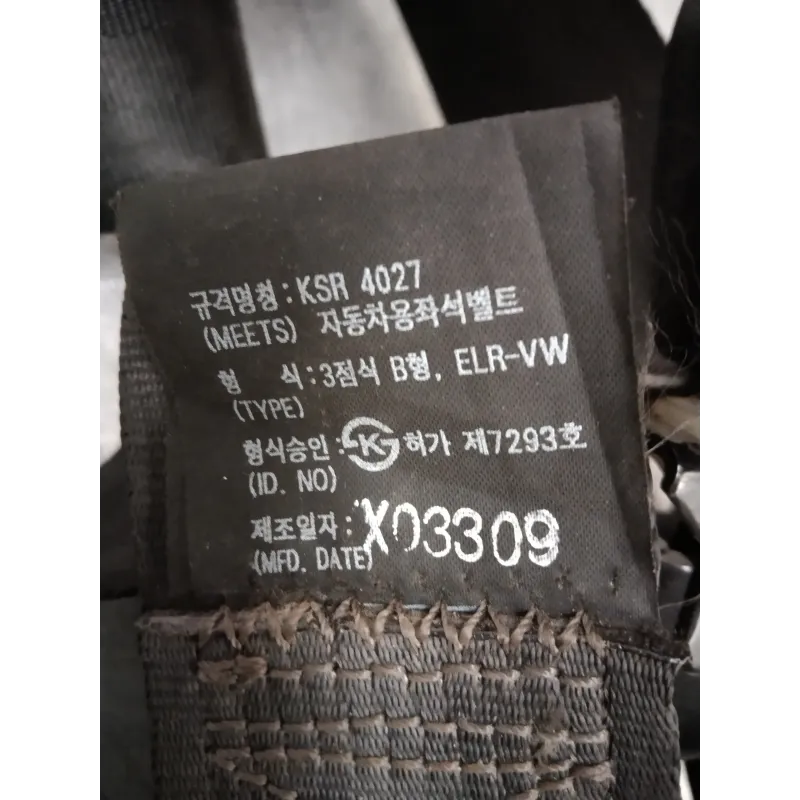 규격명칭 : KSR 4027
(MEETS) 자동차용좌석벨트
형 식 : 3점식 B형, ELR-VW
(TYPE)
형식승인 : K 허가 제7293호
(ID. NO)
제조일자 : X03309
(MFD. DATE)